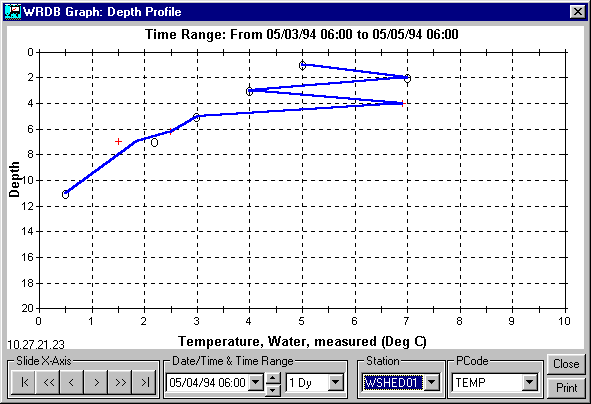 WRDB Graph: Depth Profile
Time Range: From 05/03/94 06:00 to 05/05/94 06:00
0
2
4
6
8
10
12
14
16
18
20
Depth
0 1 2 3 4 5 6 7 8 9 10
Temperature, Water, measured (Deg C)
10.27.21.23
Slide X-Axis
Date/Time & Time Range
Station
PCode
Close
|< << < > >> >|
05/04/94 06:00
1 Dy
WSHED01
TEMP
Print